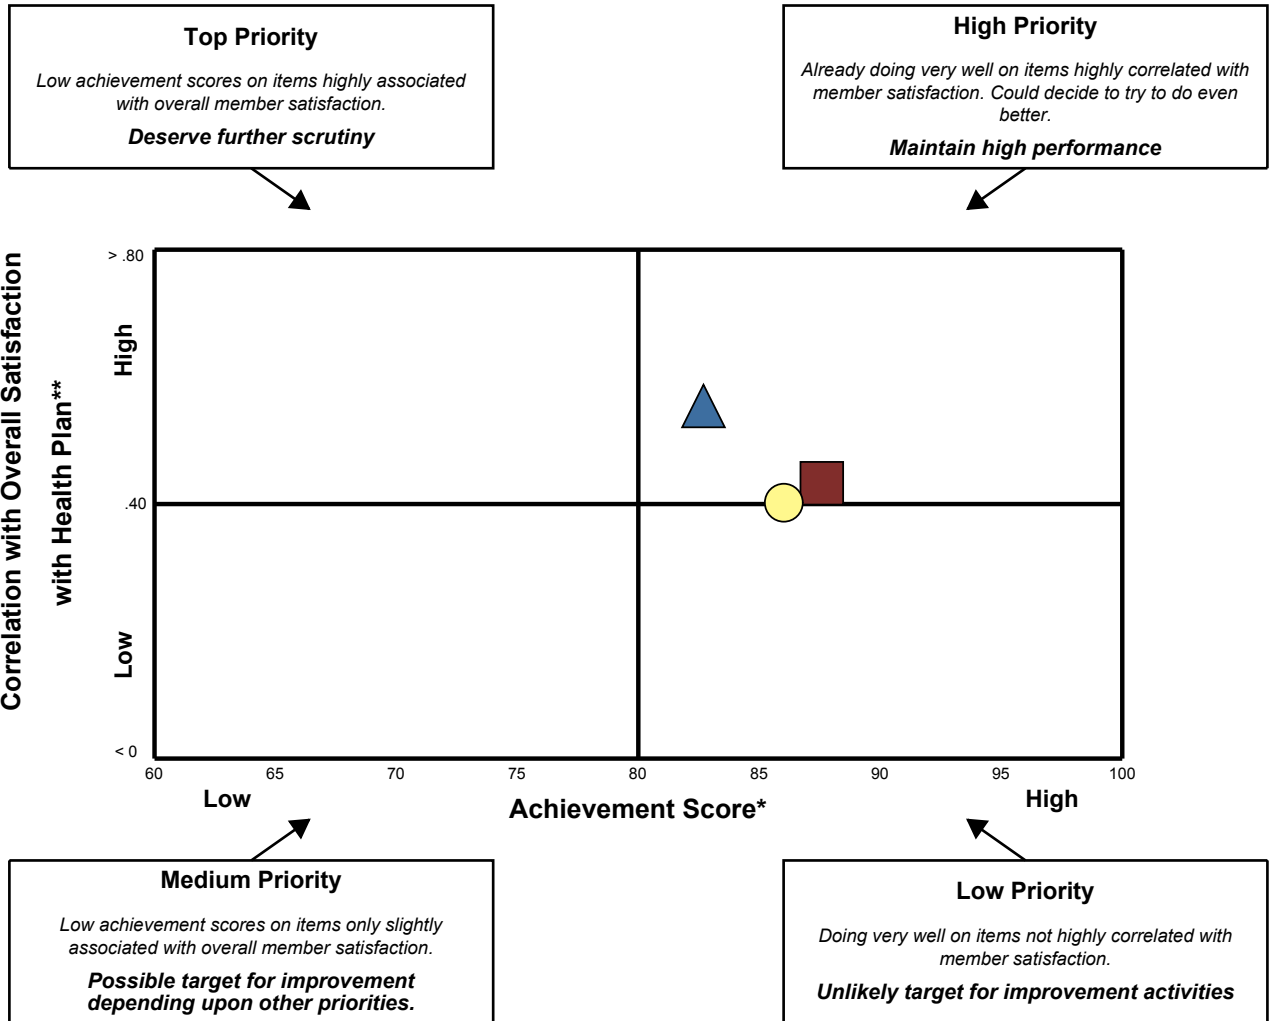 Top Priority
Low achievement scores on items highly associated
with overall member satisfaction.
Deserve further scrutiny
High Priority
Already doing very well on items highly correlated with
member satisfaction. Could decide to try to do even
better.
Maintain high performance
Correlation with Overall Satisfaction
with Health Plan**
> .80
High
.40
Low
< 0
60
65
70
75
80
85
90
95
100
Low
Achievement Score*
High
Medium Priority
Low achievement scores on items only slightly
associated with overall member satisfaction.
Possible target for improvement
depending upon other priorities.
Low Priority
Doing very well on items not highly correlated with
member satisfaction.
Unlikely target for improvement activities